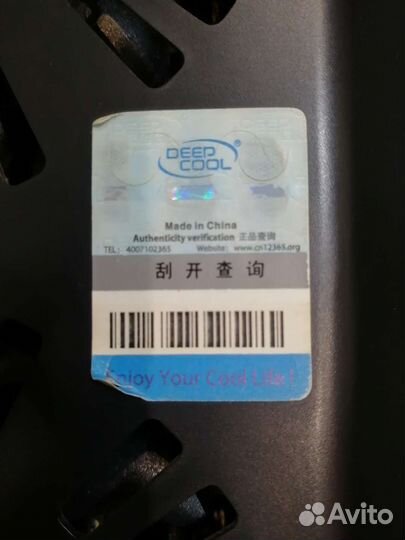 DEEP
COOL
®
Made in China
Authenticity verification 正品查询
TEL: 4007102365 Website: www.cn12365.org
刮开查询
Enjoy Your Cool Life!
Avito